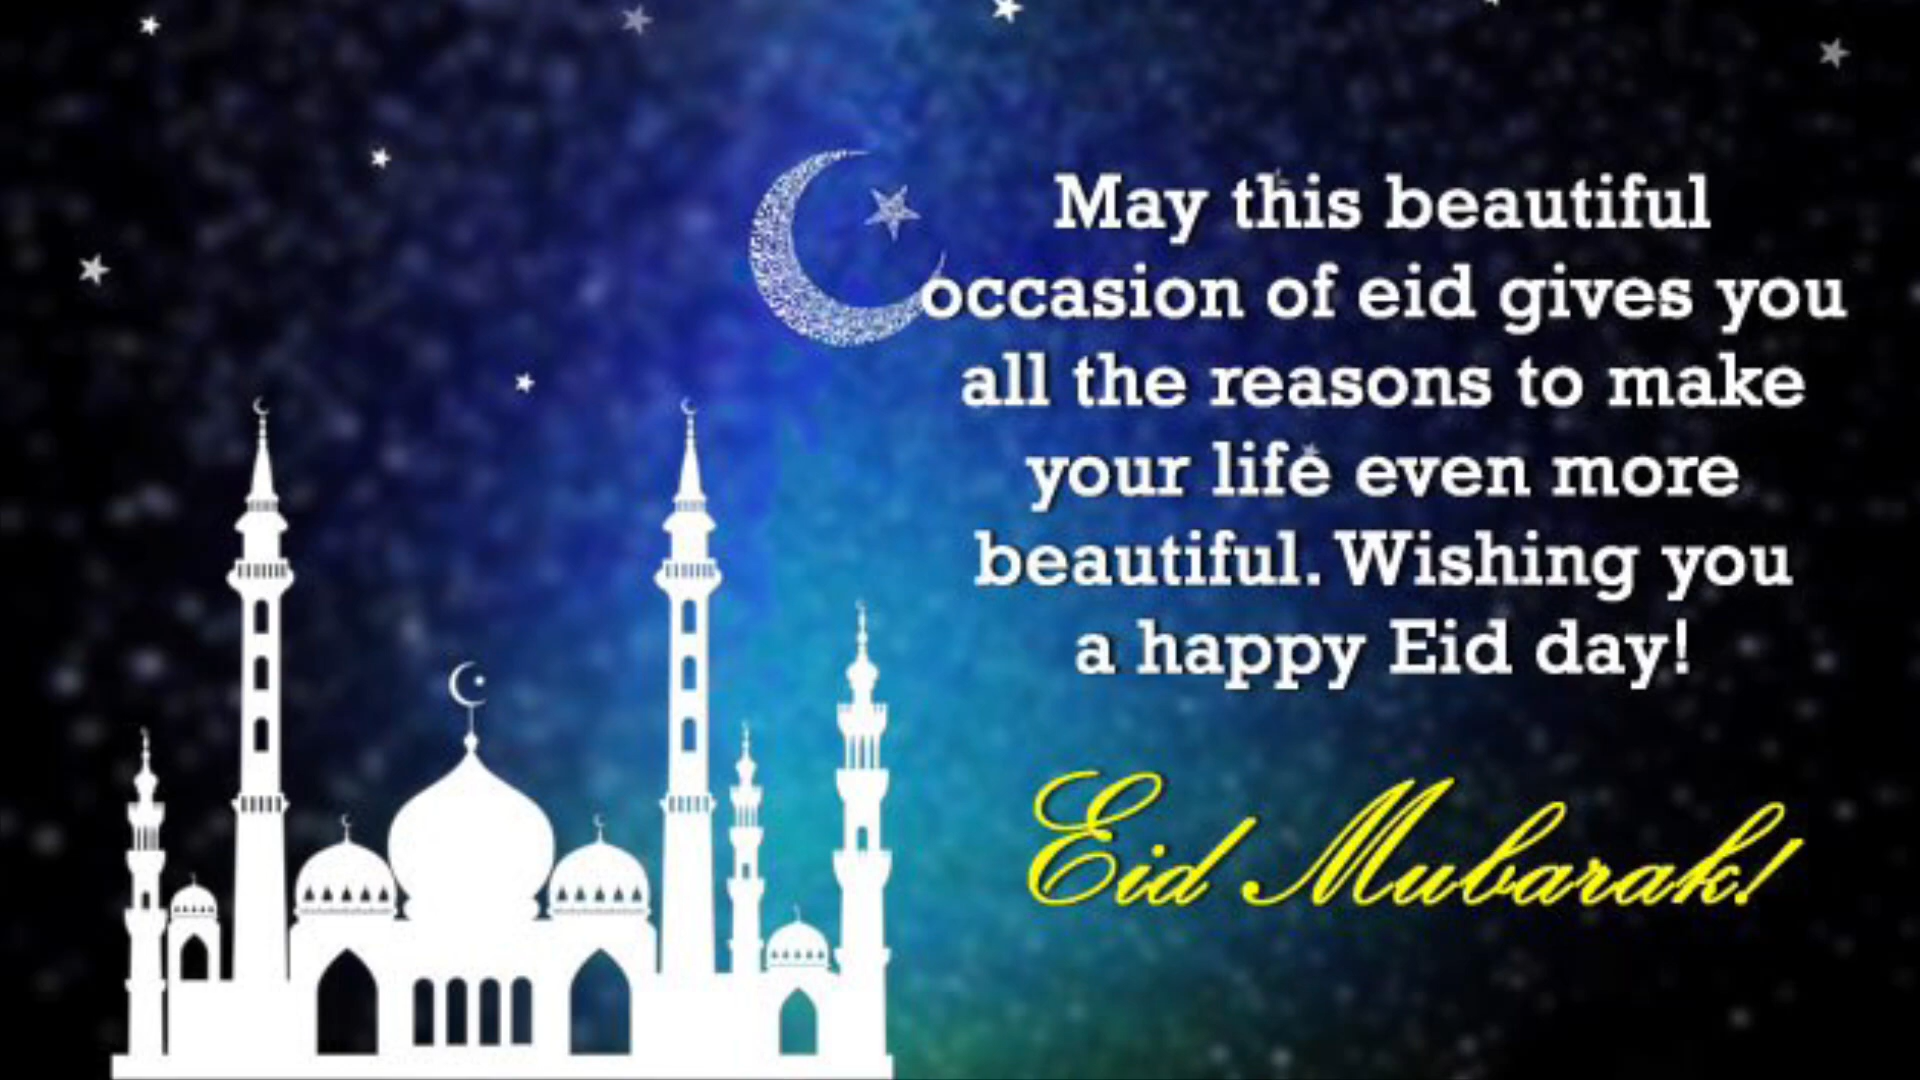 May this beautiful
occasion of eid gives you
all the reasons to make
your life even more
beautiful. Wishing you
a happy Eid day!
Eid Mubarak!